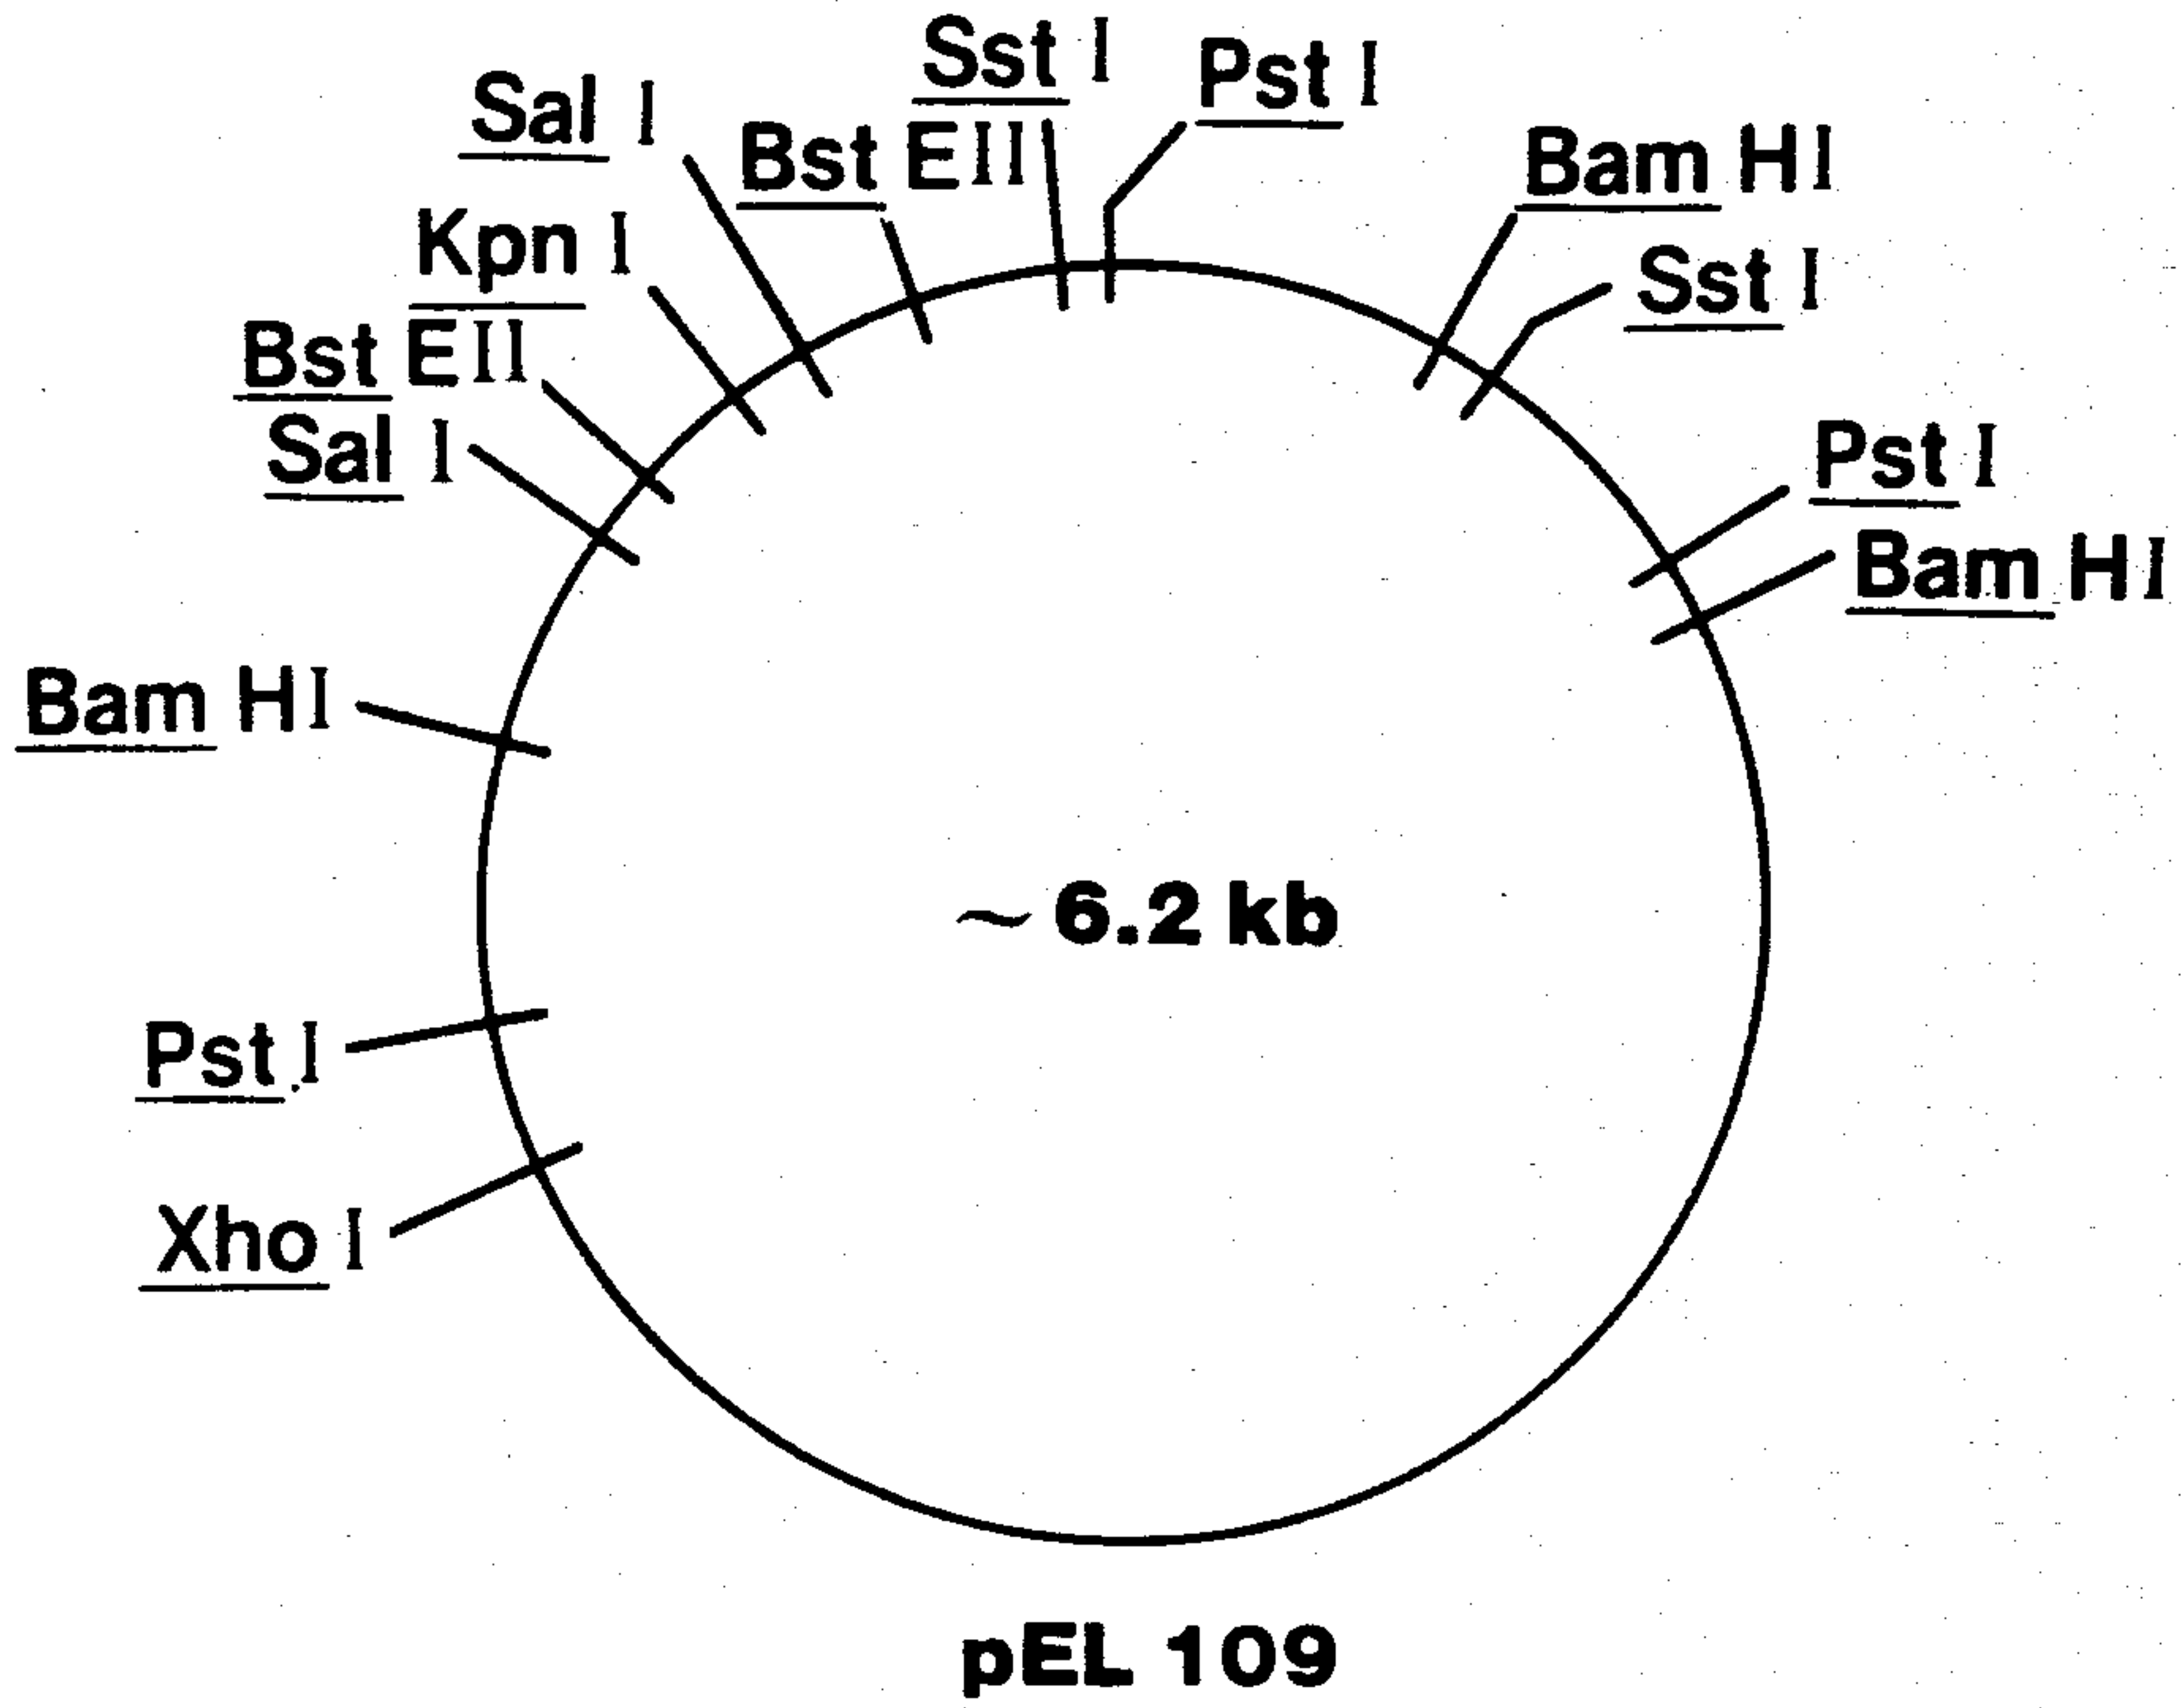 Sst I
Pst I
Sal I
Bst EII
Bam HI
Kpn I
Sst I
Bst EII
Sal I
Pst I
Bam HI
Bam HI
~ 6.2 kb
Pst I
Xho I
pEL 109